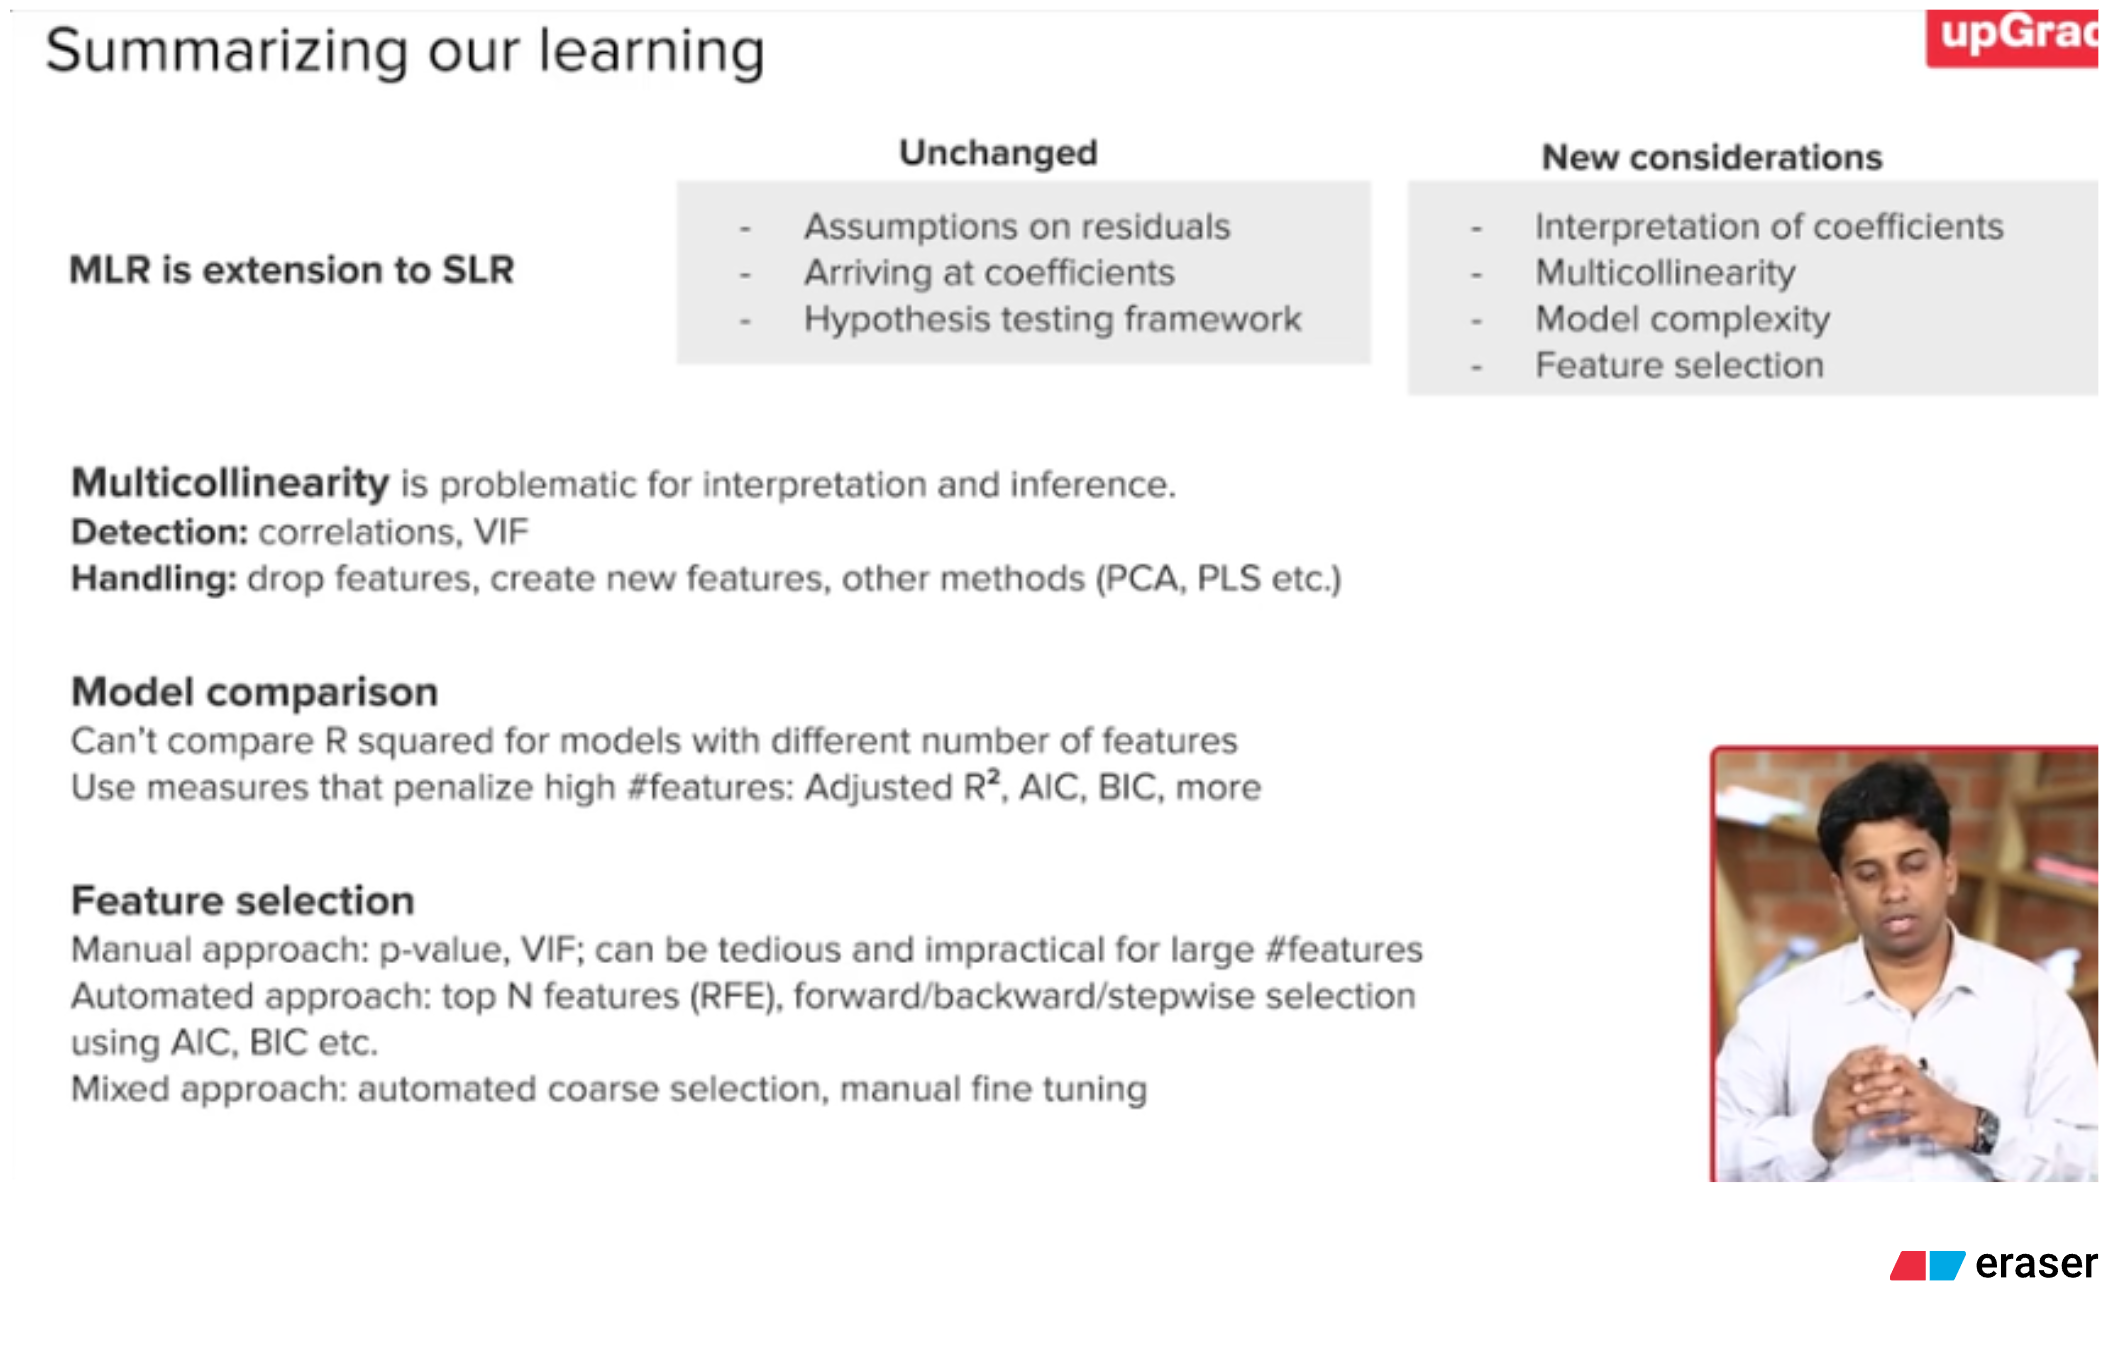 Summarizing our learning
upGrad
Unchanged
New considerations
MLR is extension to SLR
- Assumptions on residuals
- Arriving at coefficients
- Hypothesis testing framework
- Interpretation of coefficients
- Multicollinearity
- Model complexity
- Feature selection
Multicollinearity is problematic for interpretation and inference.
Detection: correlations, VIF
Handling: drop features, create new features, other methods (PCA, PLS etc.)
Model comparison
Can't compare R squared for models with different number of features
Use measures that penalize high #features: Adjusted R², AIC, BIC, more
Feature selection
Manual approach: p-value, VIF; can be tedious and impractical for large #features
Automated approach: top N features (RFE), forward/backward/stepwise selection
using AIC, BIC etc.
Mixed approach: automated coarse selection, manual fine tuning
eraser